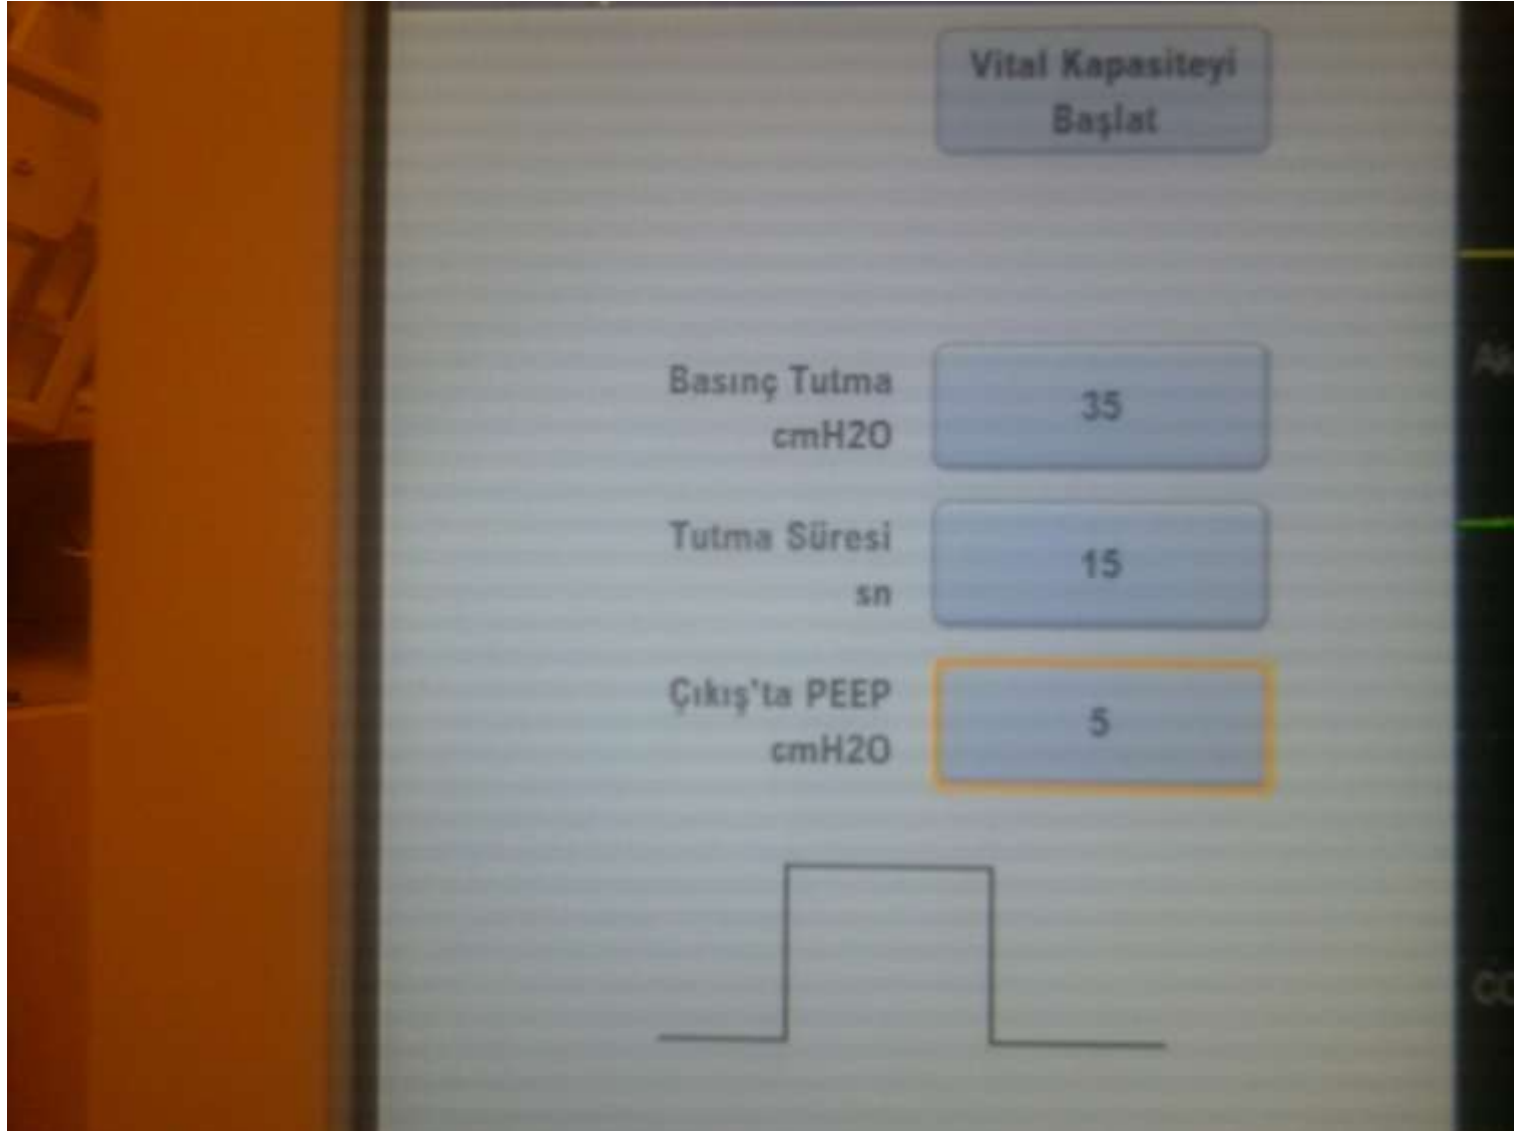 Vital Kapasiteyi
Başlat
Basınç Tutma
cmH2O
35
Tutma Süresi
sn
15
Çıkış'ta PEEP
cmH2O
5